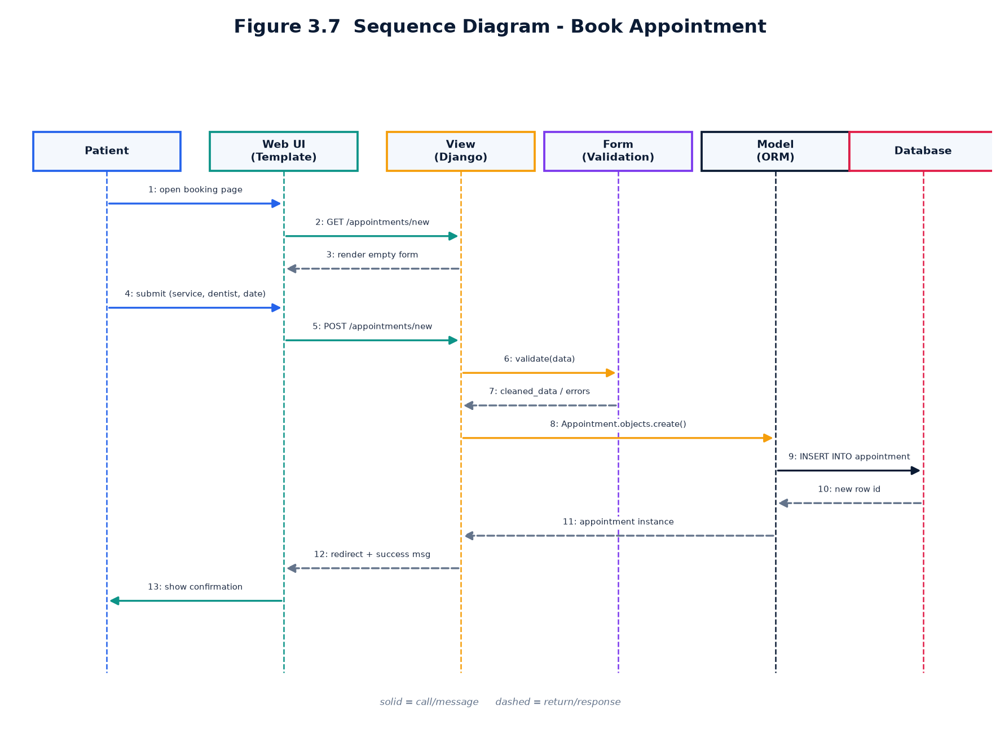 Figure 3.7  Sequence Diagram - Book Appointment
Patient
Web UI
(Template)
View
(Django)
Form
(Validation)
Model
(ORM)
Database
1: open booking page
2: GET /appointments/new
3: render empty form
4: submit (service, dentist, date)
5: POST /appointments/new
6: validate(data)
7: cleaned_data / errors
8: Appointment.objects.create()
9: INSERT INTO appointment
10: new row id
11: appointment instance
12: redirect + success msg
13: show confirmation
solid = call/message     dashed = return/response